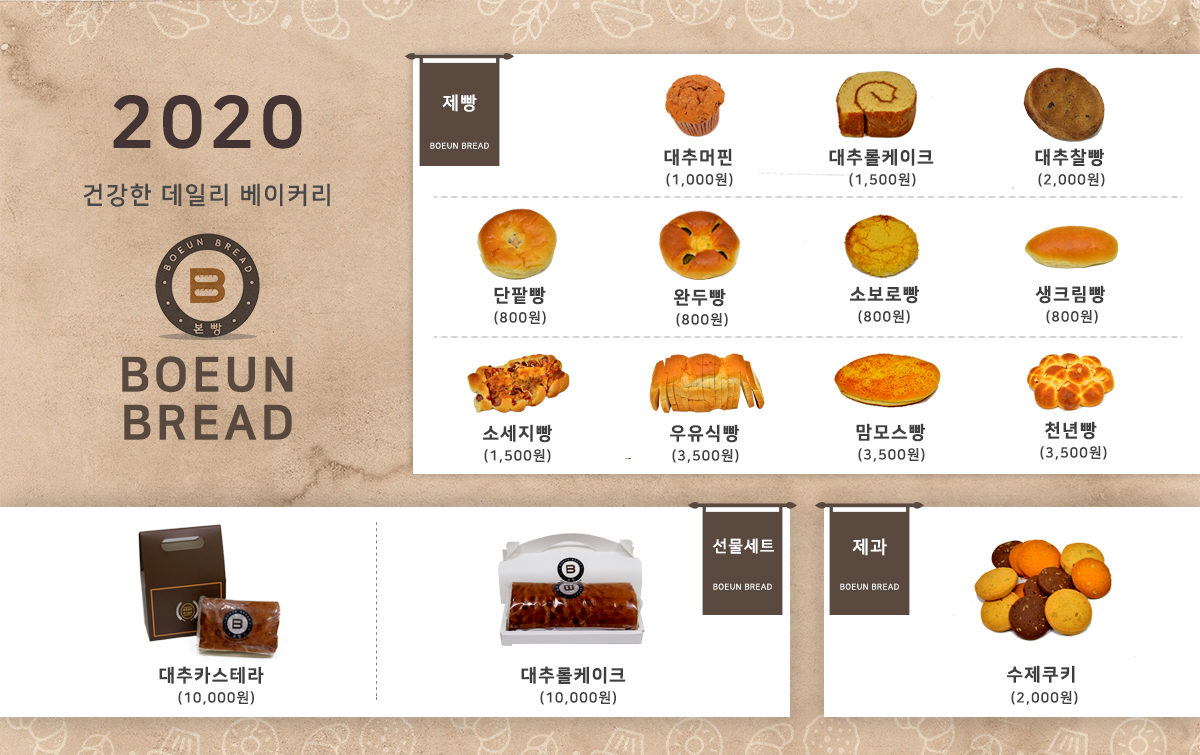 2020
건강한 데일리 베이커리
BOEUN BREAD
B
본빵
BOEUN
BREAD
제빵
BOEUN BREAD
대추머핀
(1,000원)
대추롤케이크
(1,500원)
대추찰빵
(2,000원)
단팥빵
(800원)
완두빵
(800원)
소보로빵
(800원)
생크림빵
(800원)
소세지빵
(1,500원)
우유식빵
(3,500원)
맘모스빵
(3,500원)
천년빵
(3,500원)
대추카스테라
(10,000원)
B
대추롤케이크
(10,000원)
B
선물세트
BOEUN BREAD
제과
BOEUN BREAD
수제쿠키
(2,000원)